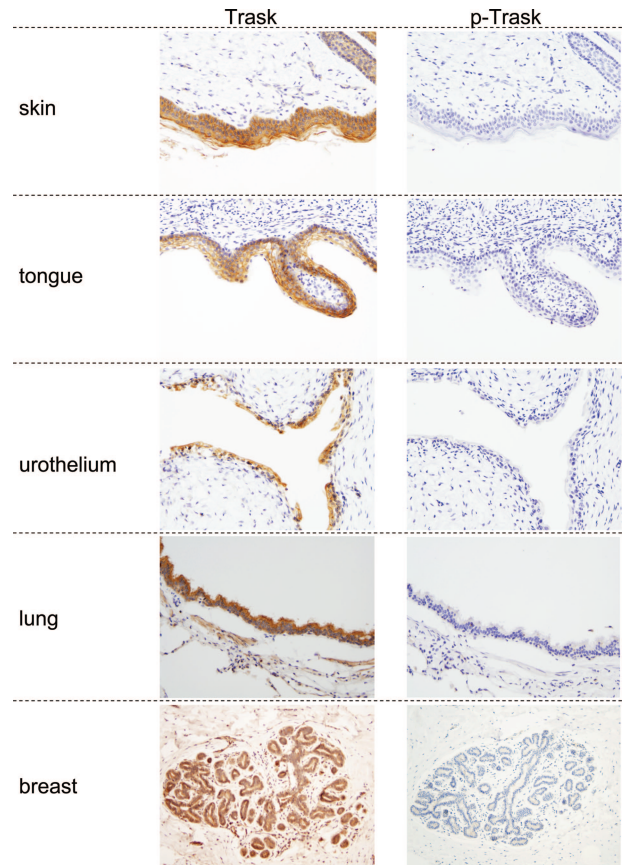 Trask p-Trask
skin
tongue
urothelium
lung
breast